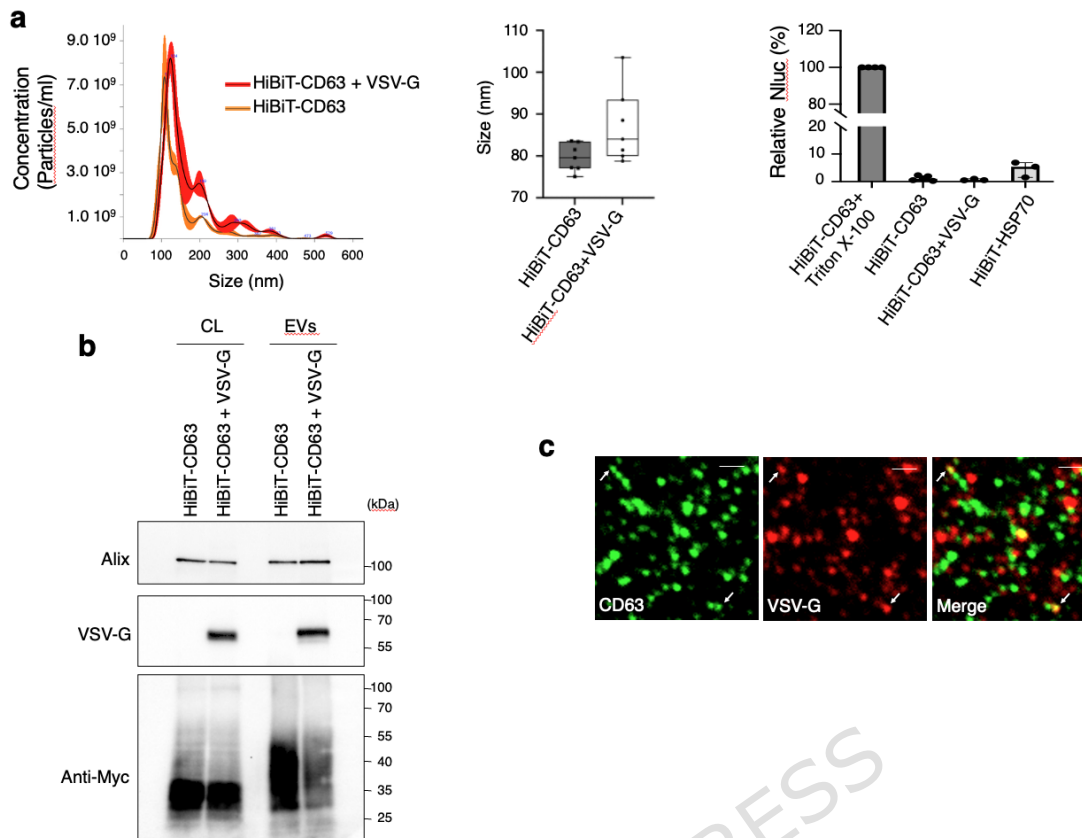 a
Concentration
(Particles/ml)
9.0 10⁹
7.0 10⁹
5.0 10⁹
3.0 10⁹
1.0 10⁹
HiBiT-CD63 + VSV-G
HiBiT-CD63
0
100
200
300
400
500
600
Size (nm)
Size (nm)
110
100
90
80
70
HiBiT-CD63
HiBiT-CD63+VSV-G
Relative Nluc (%)
120
100
80
20
10
0
HiBiT-CD63+
Triton X-100
HiBiT-CD63
HiBiT-CD63+VSV-G
HiBiT-HSP70
b
CL
EVs
HiBiT-CD63
HiBiT-CD63 + VSV-G
HiBiT-CD63
HiBiT-CD63 + VSV-G
(kDa)
Alix
100
VSV-G
100
70
55
Anti-Myc
100
70
55
40
35
25
c
CD63
VSV-G
Merge
RESS